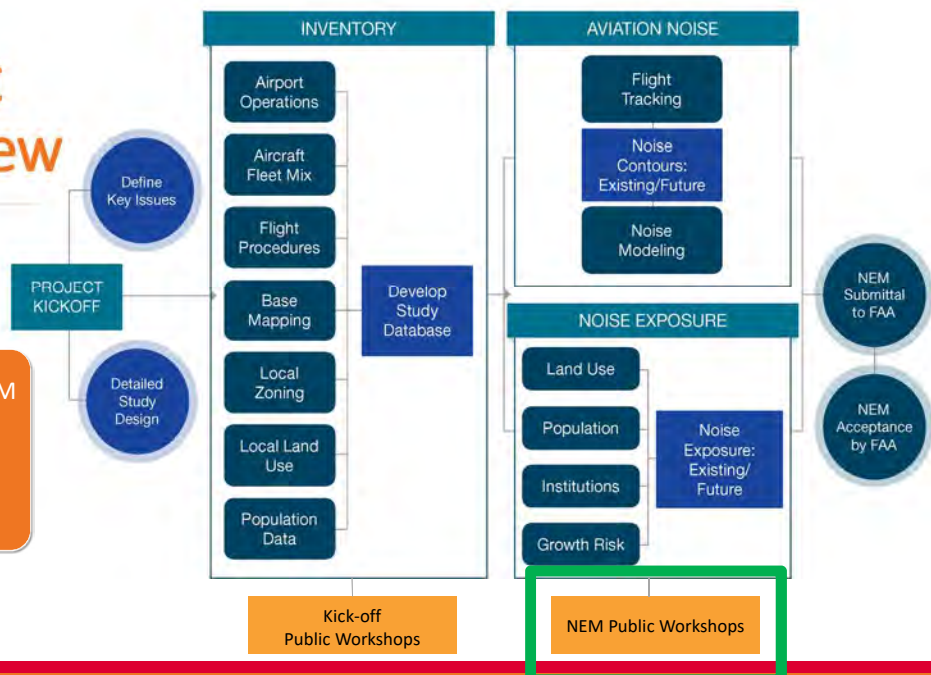 ew
PROJECT
KICKOFF
Define
Key Issues
Detailed
Study
Design
M
INVENTORY
Airport
Operations
Aircraft
Fleet Mix
Flight
Procedures
Base
Mapping
Local
Zoning
Local Land
Use
Population
Data
Develop
Study
Database
Kick-off
Public Workshops
AVIATION NOISE
Flight
Tracking
Noise
Contours:
Existing/Future
Noise
Modeling
NOISE EXPOSURE
Land Use
Population
Institutions
Growth Risk
Noise
Exposure:
Existing/
Future
NEM Public Workshops
NEM
Submittal
to FAA
NEM
Acceptance
by FAA